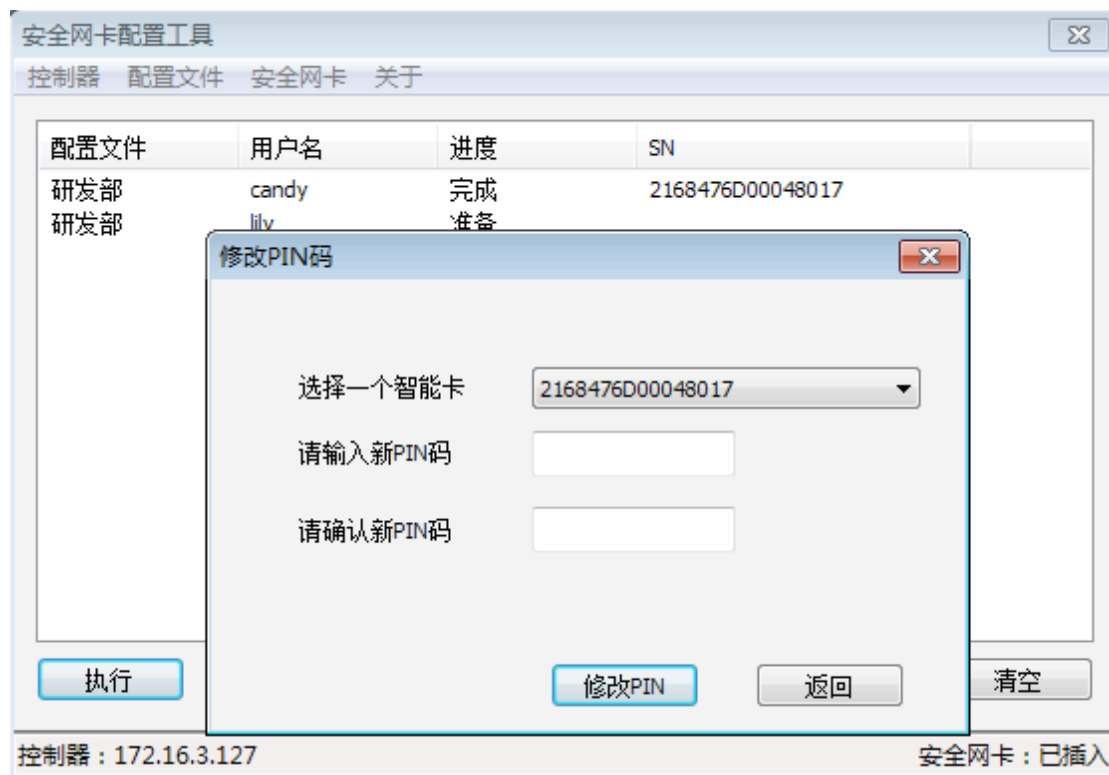 安全网卡配置工具
控制器 配置文件 安全网卡 关于
配置文件 用户名 进度 SN
研发部 candy 完成 2168476D00048017
研发部 lily 准备
修改PIN码
选择一个智能卡 2168476D00048017
请输入新PIN码
请确认新PIN码
执行 修改PIN 返回 清空
控制器：172.16.3.127 安全网卡：已插入